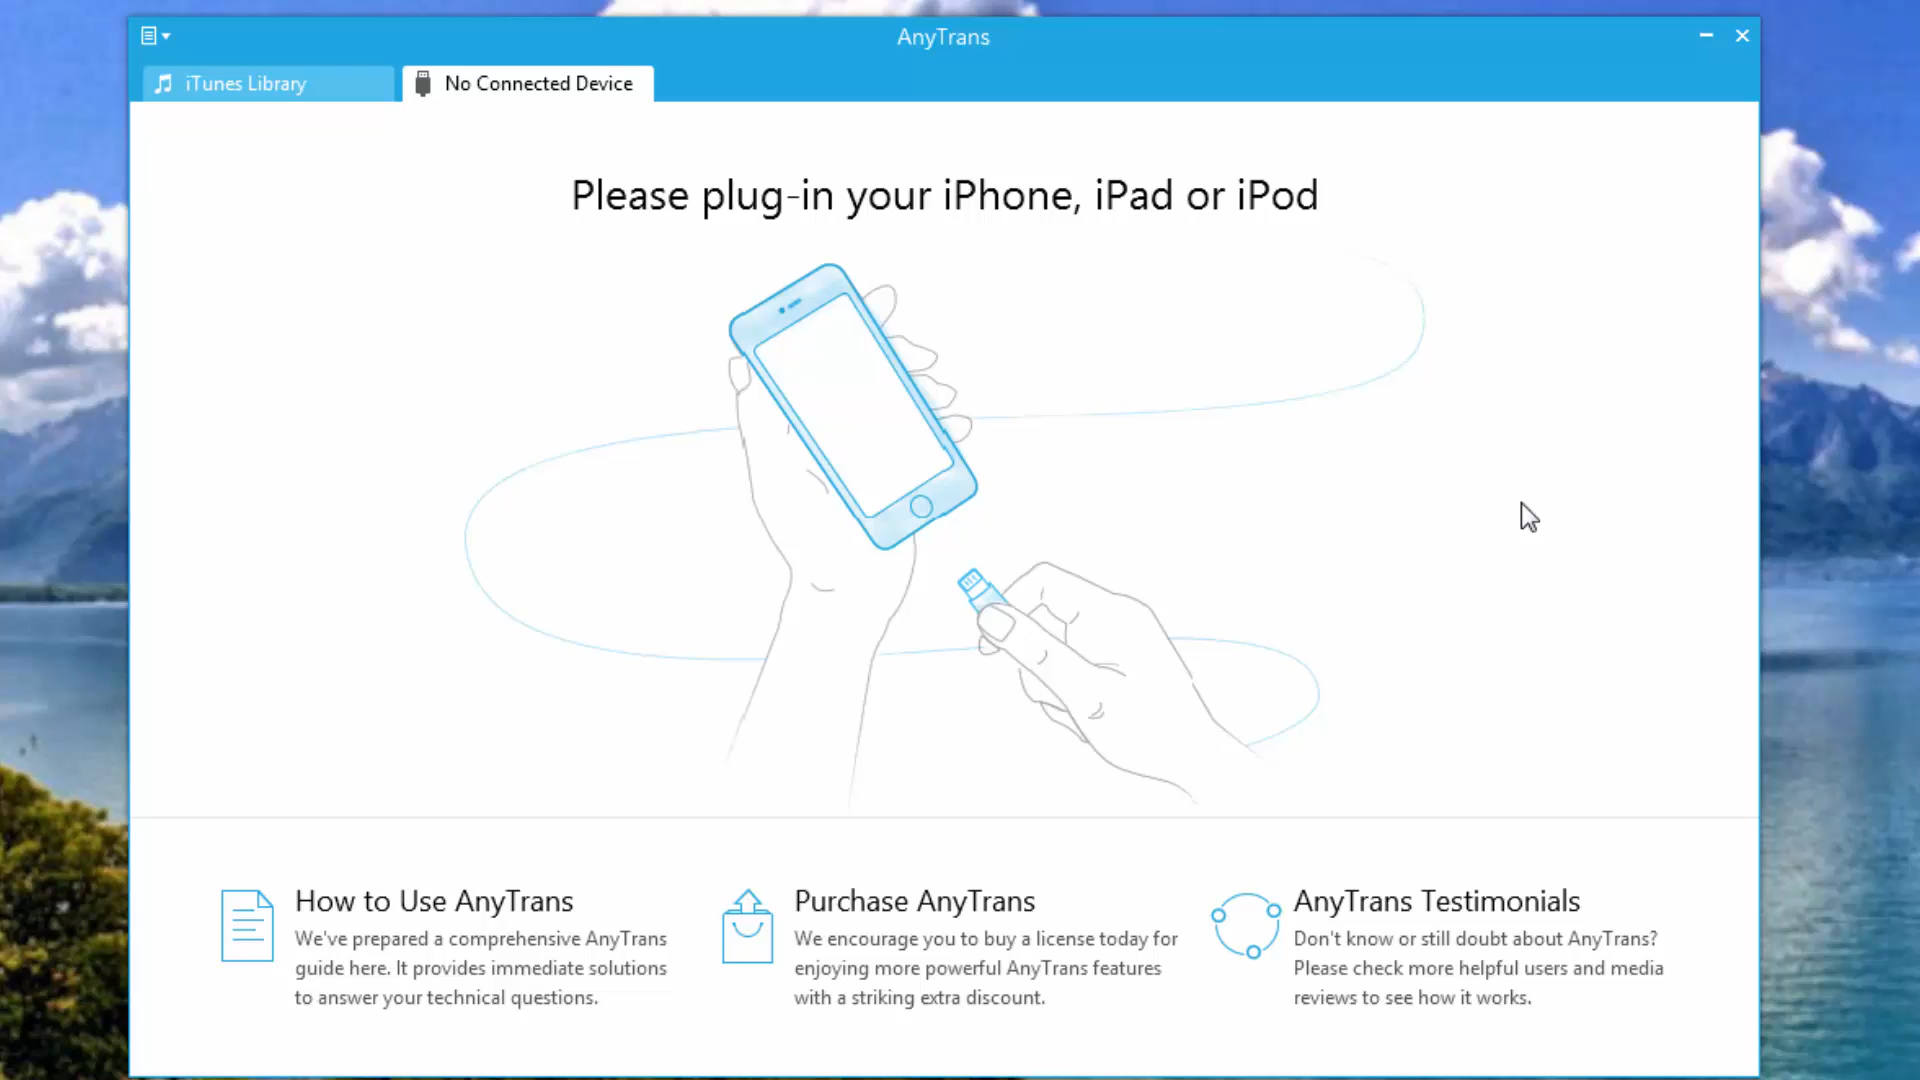 AnyTrans
iTunes Library
No Connected Device
Please plug-in your iPhone, iPad or iPod
How to Use AnyTrans
We've prepared a comprehensive AnyTrans
guide here. It provides immediate solutions
to answer your technical questions.
Purchase AnyTrans
We encourage you to buy a license today for
enjoying more powerful AnyTrans features
with a striking extra discount.
AnyTrans Testimonials
Don't know or still doubt about AnyTrans?
Please check more helpful users and media
reviews to see how it works.